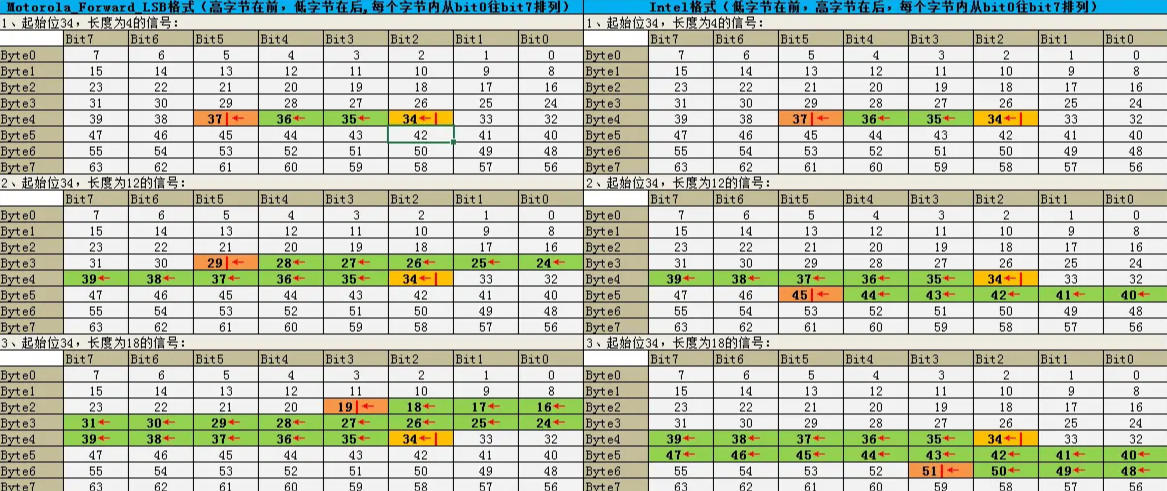 Motorola_Forward_LSB格式（高字节在前，低字节在后,每个字节内从bit0往bit7排列）
1、起始位34，长度为4的信号：
Bit7 Bit6 Bit5 Bit4 Bit3 Bit2 Bit1 Bit0
Byte0 7 6 5 4 3 2 1 0
Byte1 15 14 13 12 11 10 9 8
Byte2 23 22 21 20 19 18 17 16
Byte3 31 30 29 28 27 26 25 24
Byte4 39 38 37 36 35 34 33 32
Byte5 47 46 45 44 43 42 41 40
Byte6 55 54 53 52 51 50 49 48
Byte7 63 62 61 60 59 58 57 56
2、起始位34，长度为12的信号：
Bit7 Bit6 Bit5 Bit4 Bit3 Bit2 Bit1 Bit0
Byte0 7 6 5 4 3 2 1 0
Byte1 15 14 13 12 11 10 9 8
Byte2 23 22 21 20 19 18 17 16
Byte3 31 30 29 28 27 26 25 24
Byte4 39 38 37 36 35 34 33 32
Byte5 47 46 45 44 43 42 41 40
Byte6 55 54 53 52 51 50 49 48
Byte7 63 62 61 60 59 58 57 56
3、起始位34，长度为18的信号：
Bit7 Bit6 Bit5 Bit4 Bit3 Bit2 Bit1 Bit0
Byte0 7 6 5 4 3 2 1 0
Byte1 15 14 13 12 11 10 9 8
Byte2 23 22 21 20 19 18 17 16
Byte3 31 30 29 28 27 26 25 24
Byte4 39 38 37 36 35 34 33 32
Byte5 47 46 45 44 43 42 41 40
Byte6 55 54 53 52 51 50 49 48
Byte7 63 62 61 60 59 58 57 56
Intel格式（低字节在前，高字节在后，每个字节内从bit0往bit7排列）
1、起始位34，长度为4的信号：
Bit7 Bit6 Bit5 Bit4 Bit3 Bit2 Bit1 Bit0
Byte0 7 6 5 4 3 2 1 0
Byte1 15 14 13 12 11 10 9 8
Byte2 23 22 21 20 19 18 17 16
Byte3 31 30 29 28 27 26 25 24
Byte4 39 38 37 36 35 34 33 32
Byte5 47 46 45 44 43 42 41 40
Byte6 55 54 53 52 51 50 49 48
Byte7 63 62 61 60 59 58 57 56
2、起始位34，长度为12的信号：
Bit7 Bit6 Bit5 Bit4 Bit3 Bit2 Bit1 Bit0
Byte0 7 6 5 4 3 2 1 0
Byte1 15 14 13 12 11 10 9 8
Byte2 23 22 21 20 19 18 17 16
Byte3 31 30 29 28 27 26 25 24
Byte4 39 38 37 36 35 34 33 32
Byte5 47 46 45 44 43 42 41 40
Byte6 55 54 53 52 51 50 49 48
Byte7 63 62 61 60 59 58 57 56
3、起始位34，长度为18的信号：
Bit7 Bit6 Bit5 Bit4 Bit3 Bit2 Bit1 Bit0
Byte0 7 6 5 4 3 2 1 0
Byte1 15 14 13 12 11 10 9 8
Byte2 23 22 21 20 19 18 17 16
Byte3 31 30 29 28 27 26 25 24
Byte4 39 38 37 36 35 34 33 32
Byte5 47 46 45 44 43 42 41 40
Byte6 55 54 53 52 51 50 49 48
Byte7 63 62 61 60 59 58 57 56